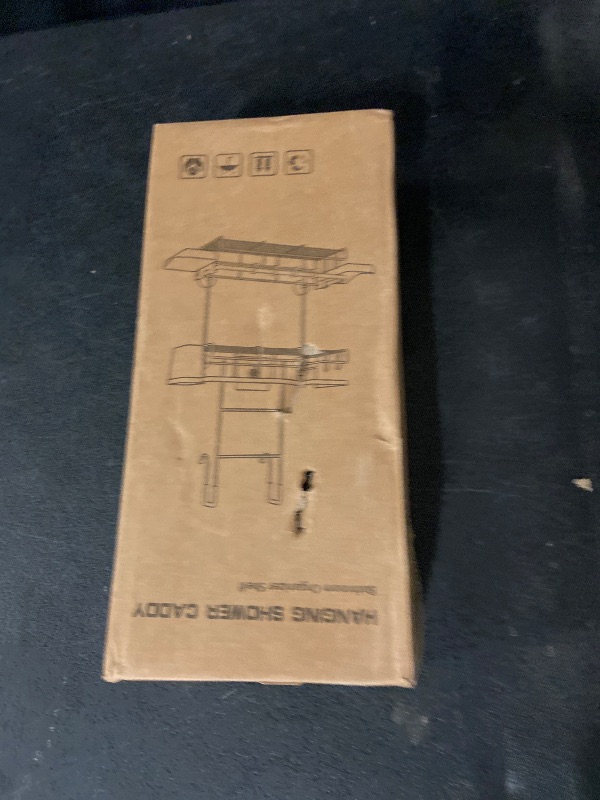 HANGING SHOWER CADDY
Bathroom Organizer Shelf